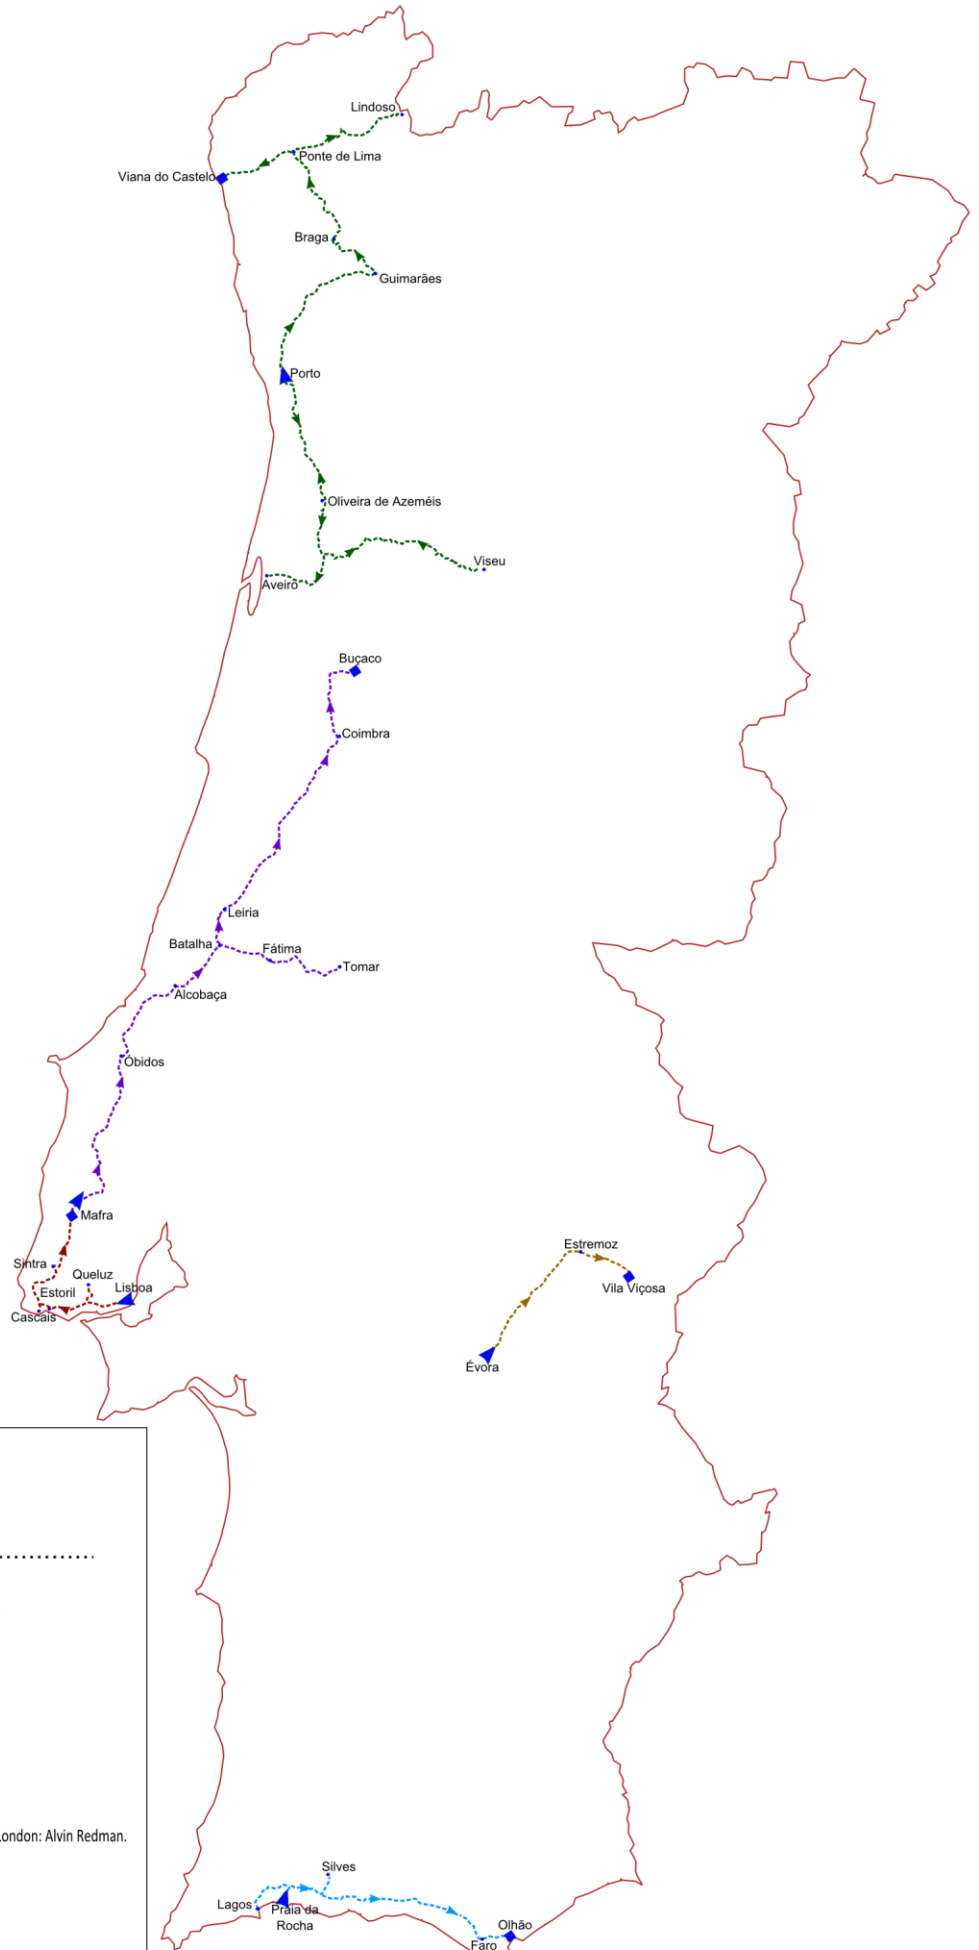 Lindoso
Ponte de Lima
Viana do Castelo
Braga
Guimarães
Porto
Oliveira de Azeméis
Viseu
Aveiro
Buçaco
Coimbra
Leiria
Batalha
Fátima
Tomar
Alcobaça
Óbidos
Mafra
Sintra
Queluz
Estoril
Lisboa
Cascais
Estremoz
Vila Viçosa
Évora
London: Alvin Redman.
Silves
Lagos
Praia da
Rocha
Olhão
Faro